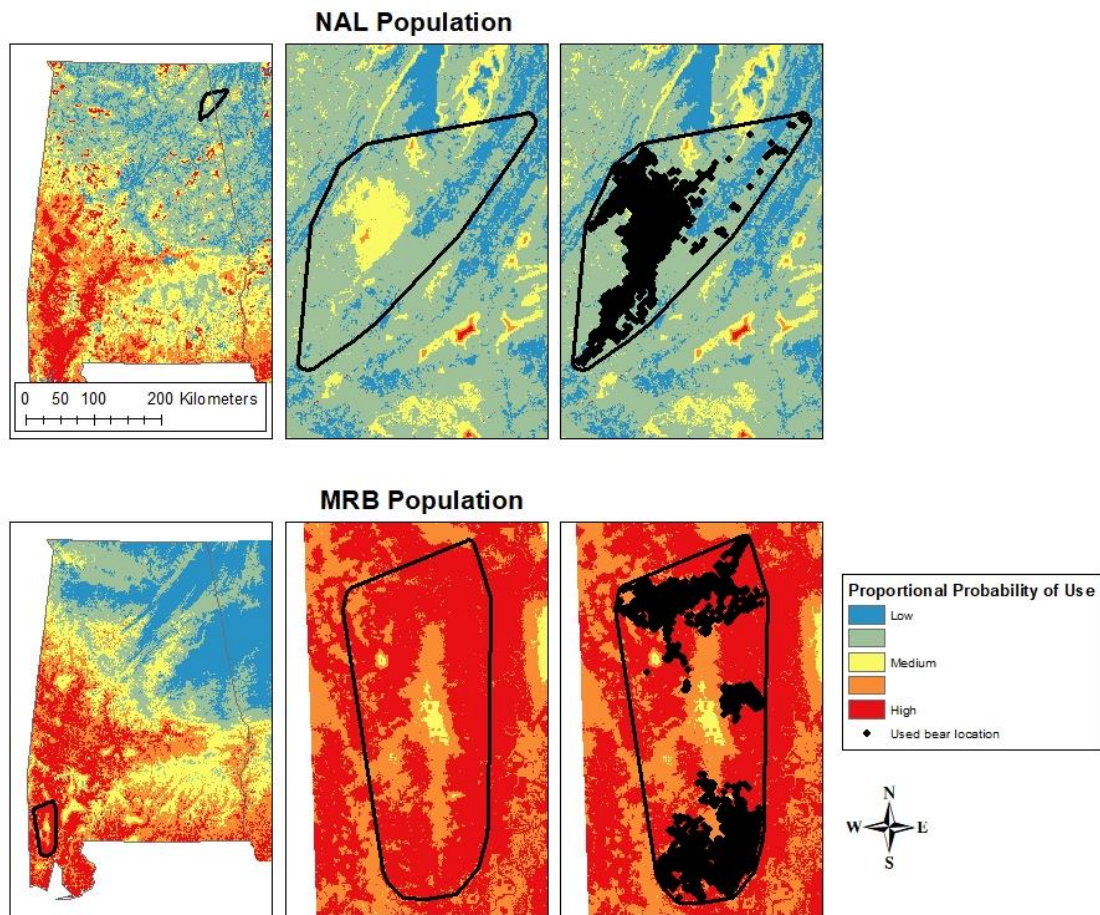 NAL Population
0 50 100 200 Kilometers
MRB Population
Proportional Probability of Use
Low
Medium
High
Used bear location
N
W E
S